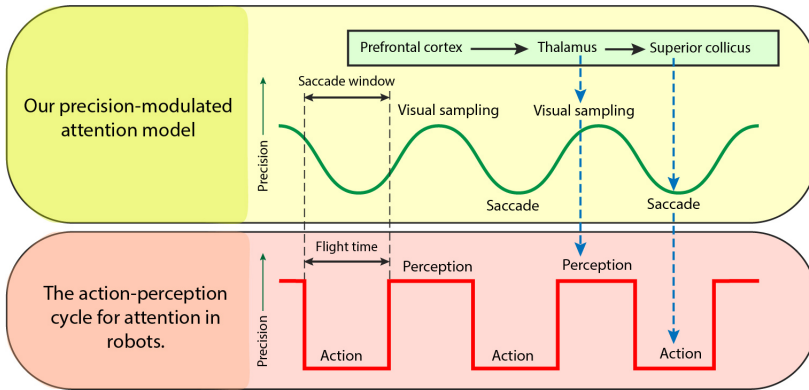 Our precision-modulated
attention model
Prefrontal cortex
Thalamus
Superior collicus
Saccade window
Precision
Visual sampling
Visual sampling
Saccade
Saccade
The action-perception
cycle for attention in
robots.
Flight time
Precision
Perception
Perception
Action
Action
Action